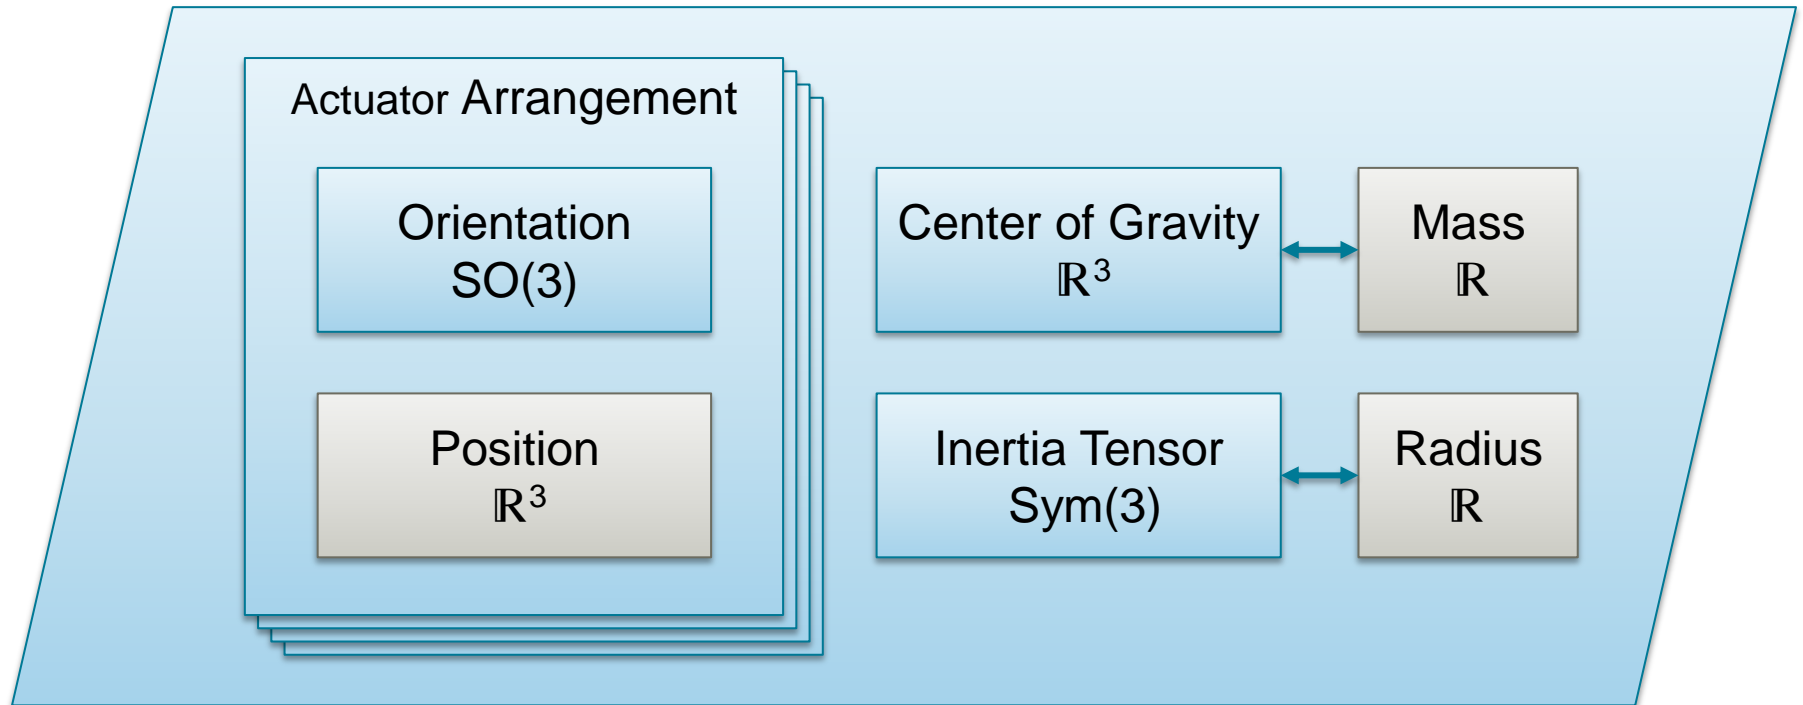 Actuator Arrangement
Orientation
SO(3)
Position
ℝ³
Center of Gravity
ℝ³
Mass
ℝ
Inertia Tensor
Sym(3)
Radius
ℝ